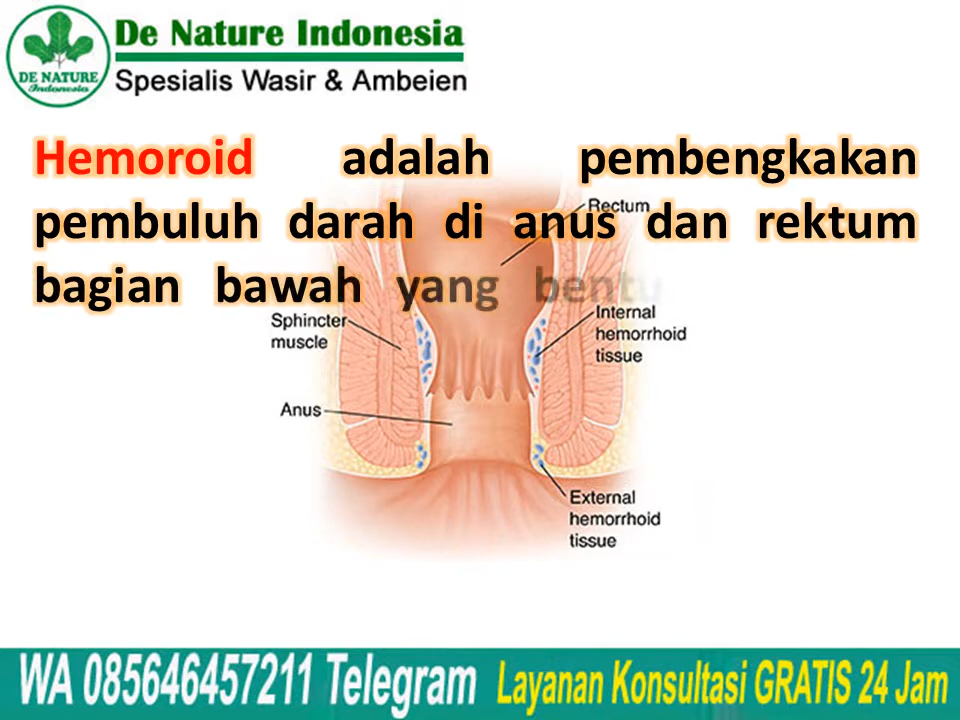 De Nature Indonesia
DE NATURE
Indonesia
Spesialis Wasir & Ambeien
Hemoroid adalah pembengkakan
pembuluh darah di anus dan rektum
bagian bawah yang
Rectum
Sphincter
muscle
Internal
hemorrhoid
tissue
Anus
External
hemorrhoid
tissue
WA 085646457211 Telegram Layanan Konsultasi GRATIS 24 Jam